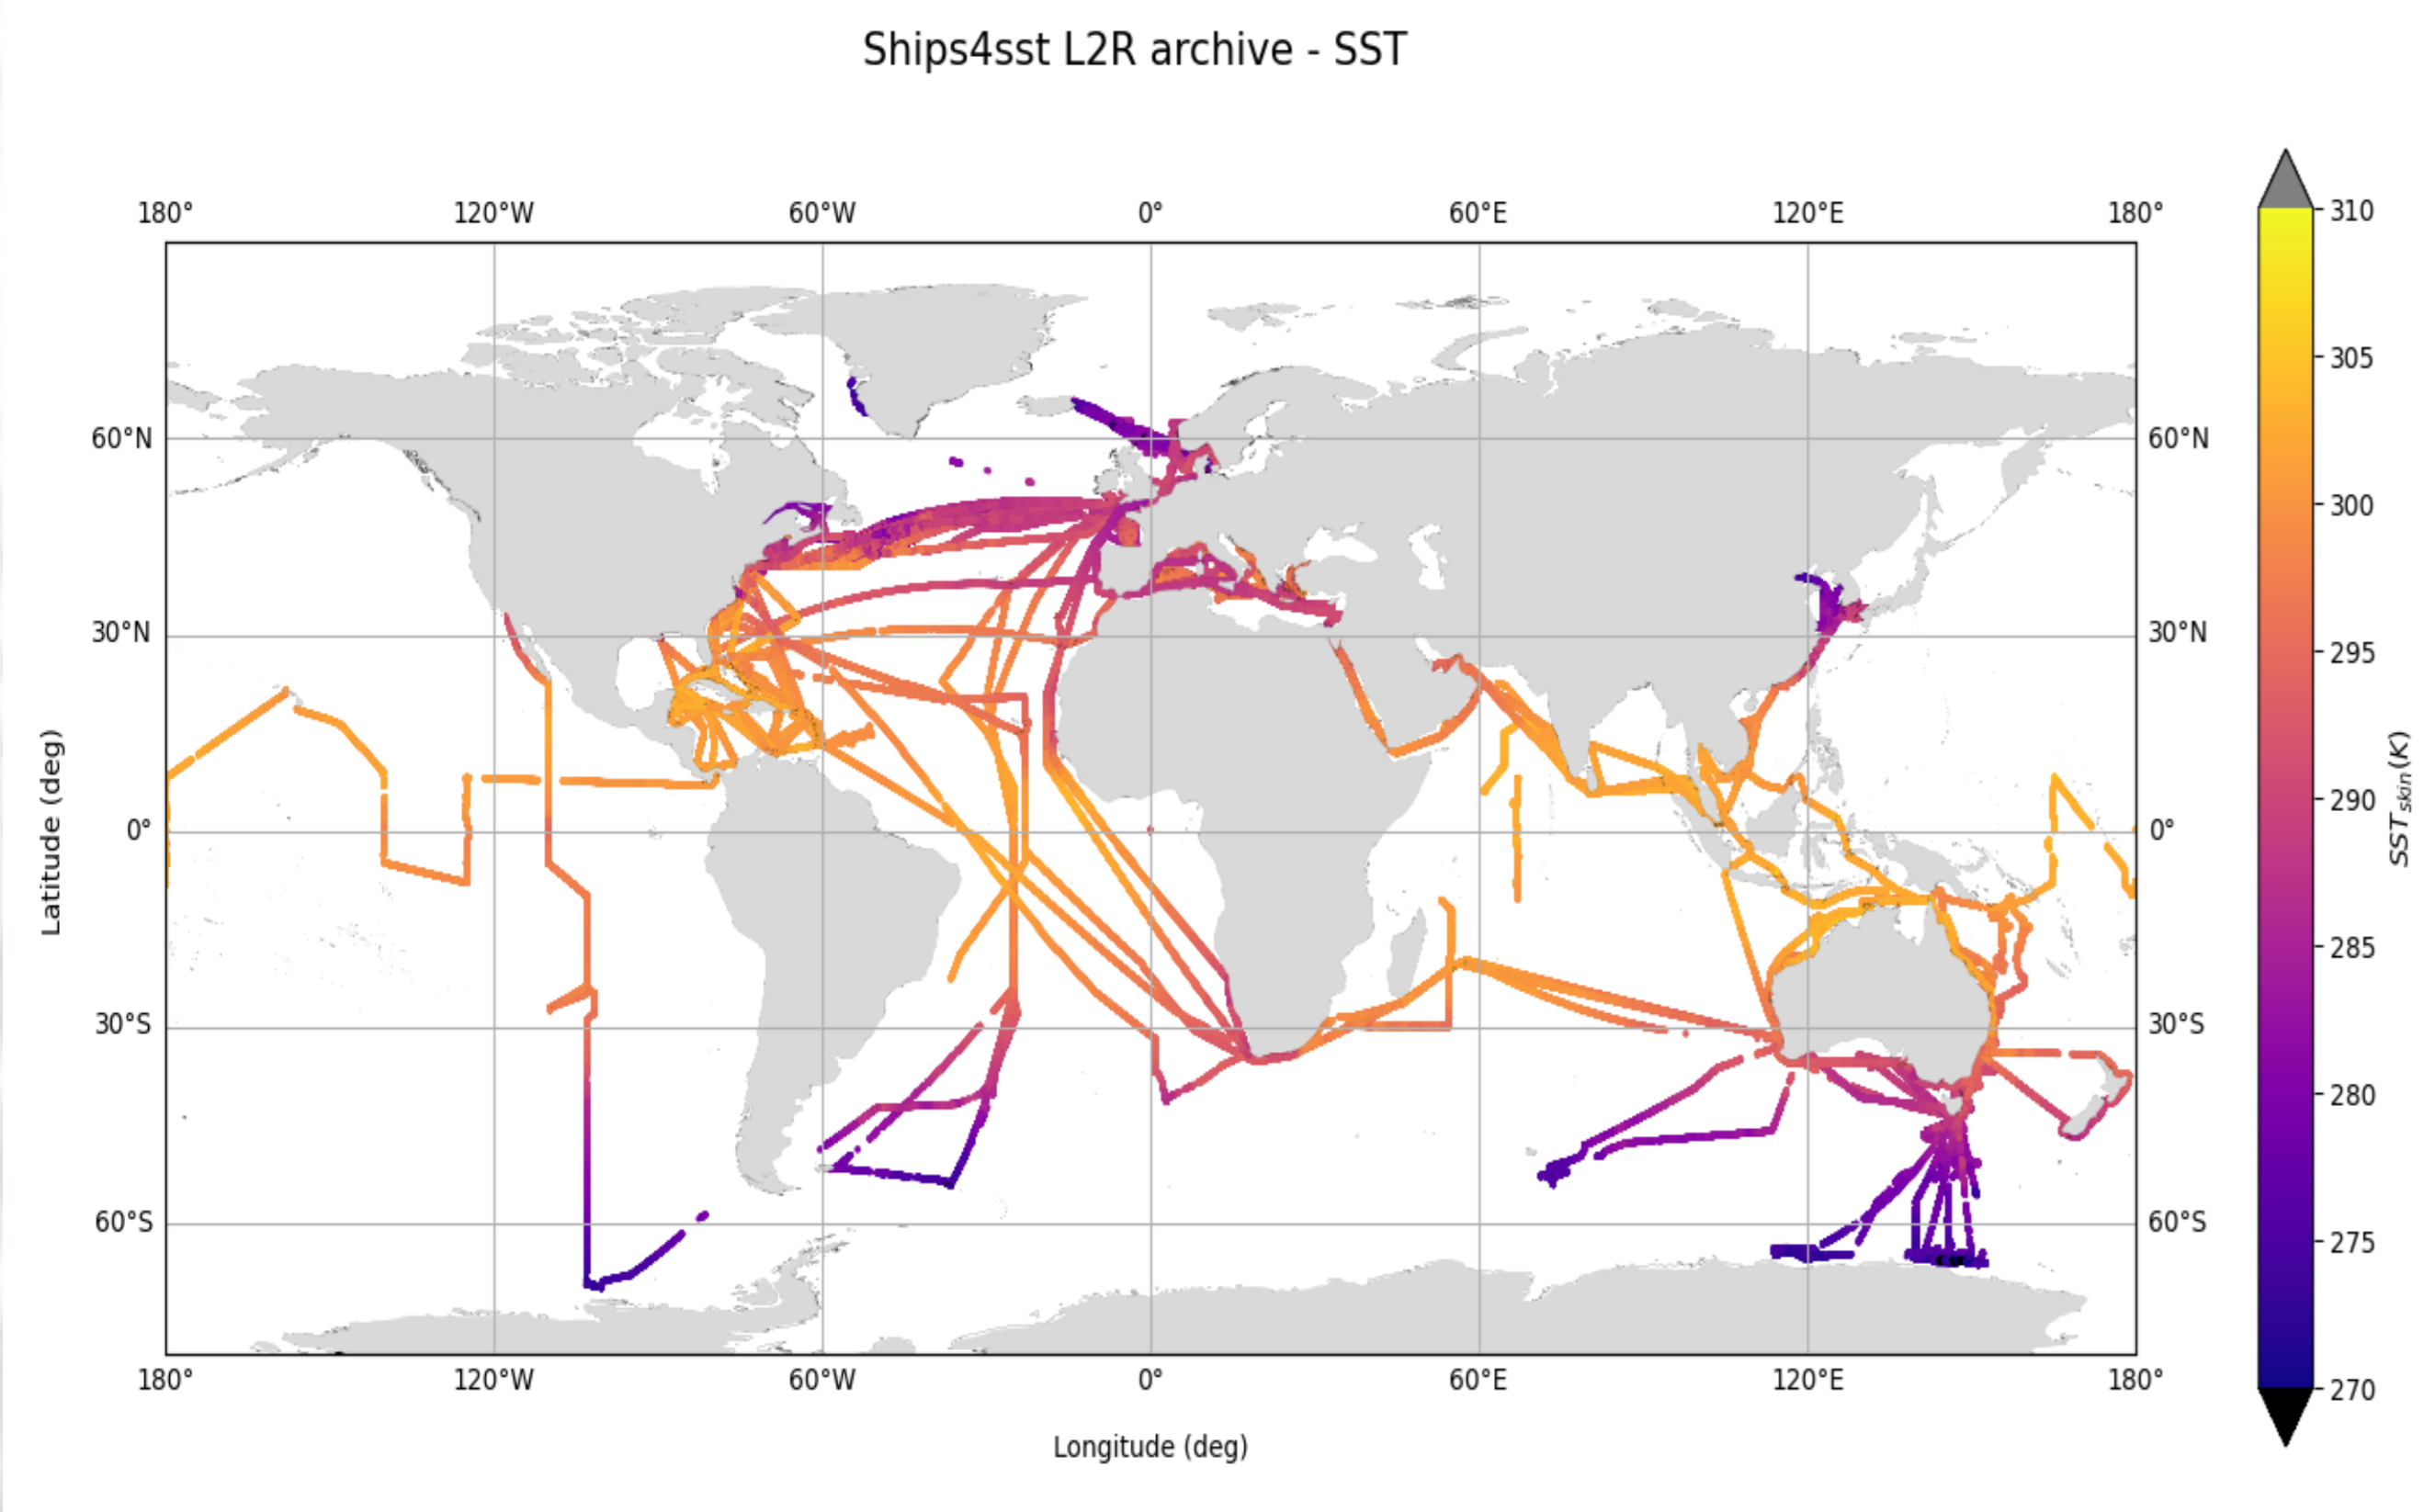 Ships4sst L2R archive - SST
180° 120°W 60°W 0° 60°E 120°E 180°
310
305
300
295
290
285
280
275
270
SST_skin(K)
60°N 60°N
30°N 30°N
0° 0°
30°S 30°S
60°S 60°S
Latitude (deg)
180° 120°W 60°W 0° 60°E 120°E 180°
Longitude (deg)